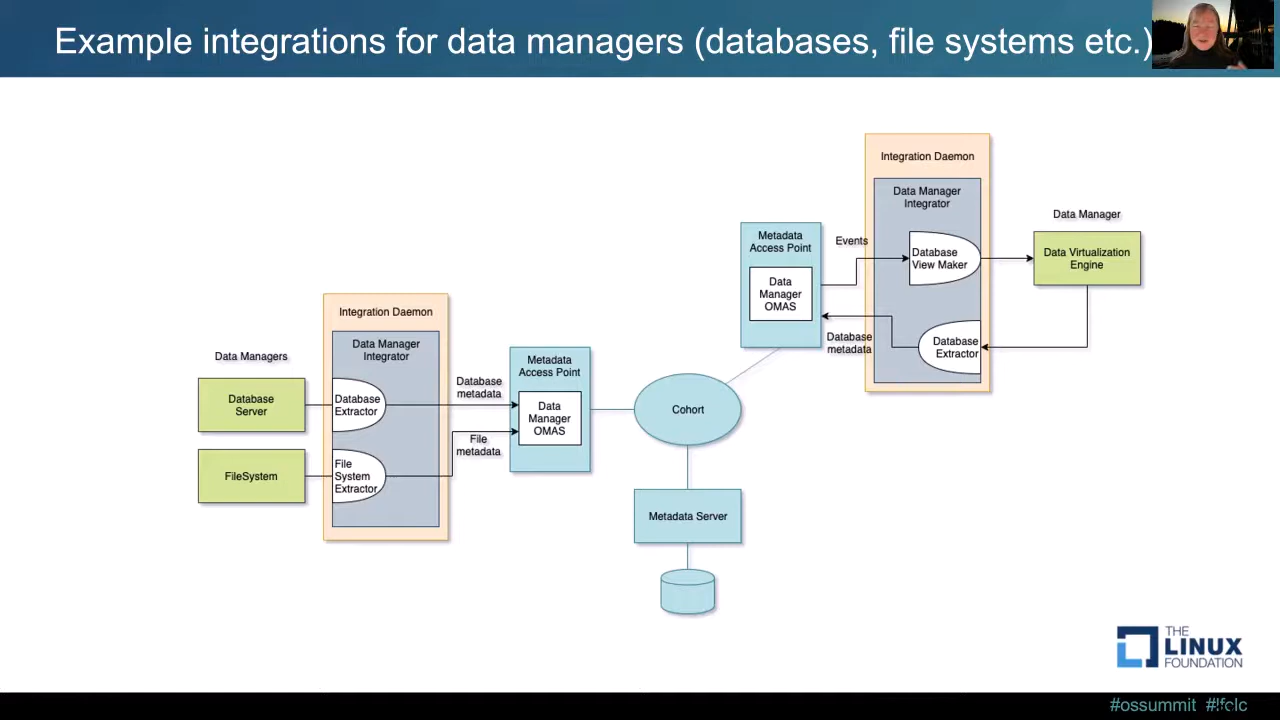 Example integrations for data managers (databases, file systems etc.)
Integration Daemon
Data Manager
Integrator
Data Manager
Metadata
Access Point
Events
Database
View Maker
Data Virtualization
Engine
Data
Manager
OMAS
Database
metadata
Database
Extractor
Integration Daemon
Data Manager
Integrator
Data Managers
Metadata
Access Point
Database
Server
Database
Extractor
Database
metadata
Data
Manager
OMAS
Cohort
File
metadata
FileSystem
File
System
Extractor
Metadata Server
THE
LINUX
FOUNDATION
#ossummit #lfelc